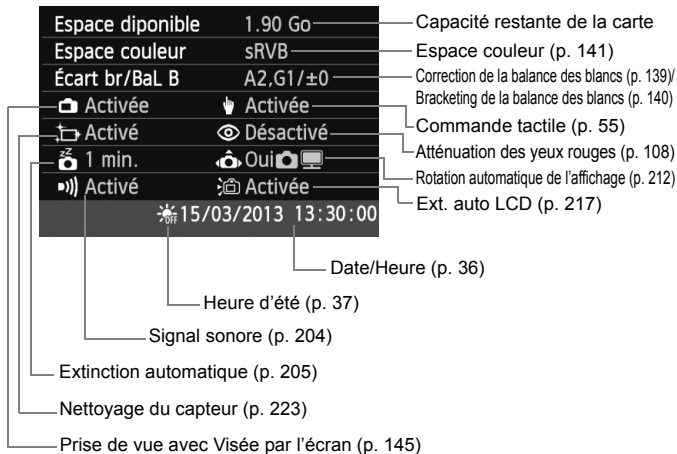 Espace diponible 1.90 Go Capacité restante de la carte
Espace couleur sRVB Espace couleur (p. 141)
Écart br/BaL B A2,G1/±0 Correction de la balance des blancs (p. 139)/
Bracketing de la balance des blancs (p. 140)
Activée Activée Commande tactile (p. 55)
Activé Désactivé Atténuation des yeux rouges (p. 108)
zz 1 min. Oui Rotation automatique de l'affichage (p. 212)
Activé Activée Ext. auto LCD (p. 217)
OFF 15/03/2013 13:30:00
Date/Heure (p. 36)
Heure d'été (p. 37)
Signal sonore (p. 204)
Extinction automatique (p. 205)
Nettoyage du capteur (p. 223)
Prise de vue avec Visée par l'écran (p. 145)